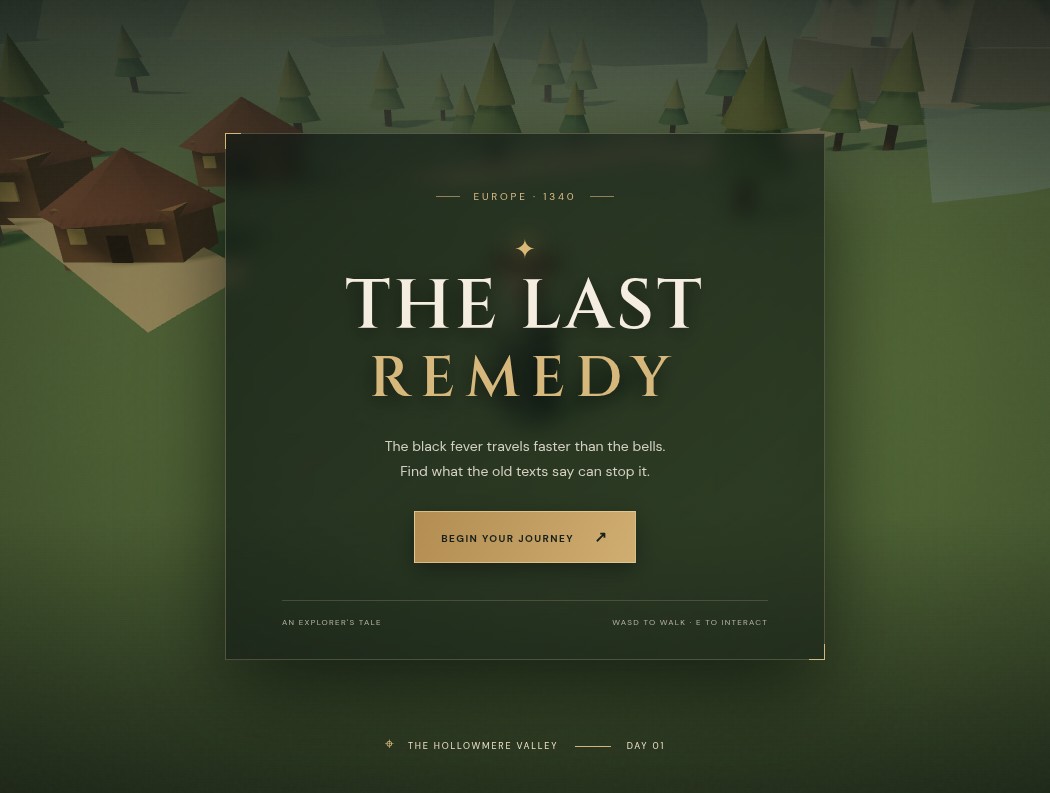 EUROPE · 1340
THE LAST
REMEDY
The black fever travels faster than the bells.
Find what the old texts say can stop it.
BEGIN YOUR JOURNEY ↗
AN EXPLORER'S TALE
WASD TO WALK · E TO INTERACT
THE HOLLOWMERE VALLEY
DAY 01